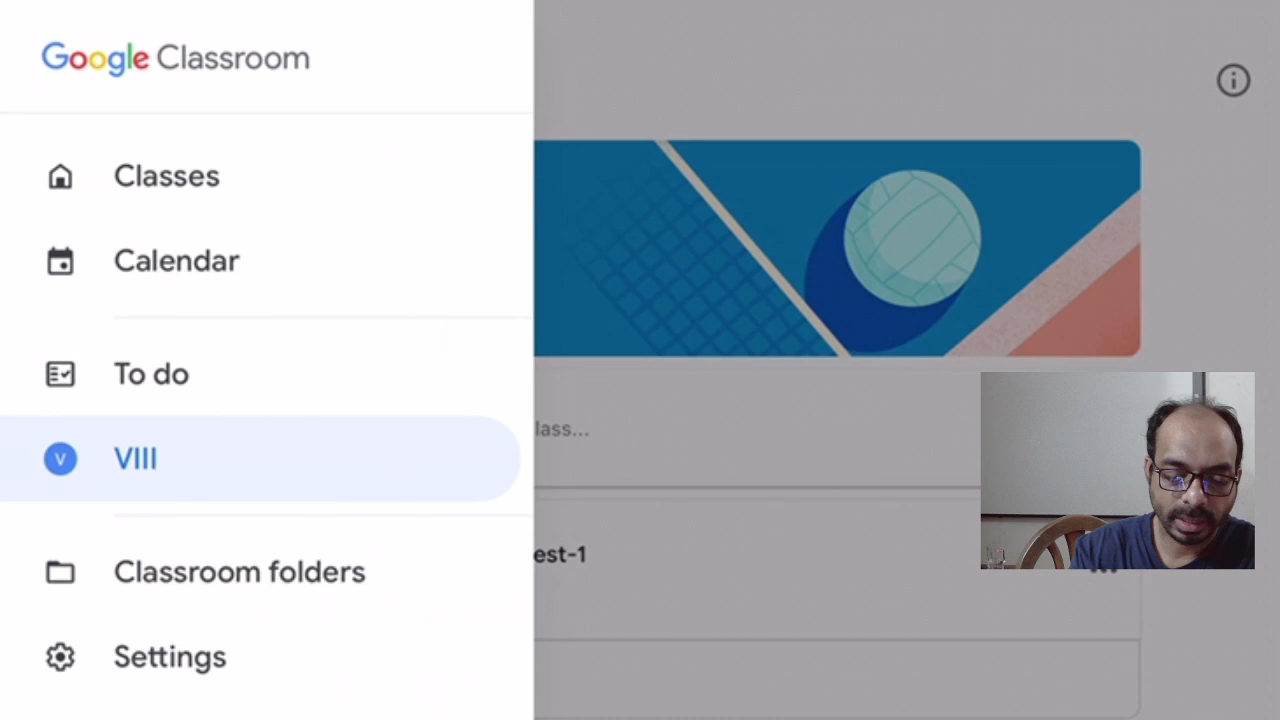 Google Classroom
Classes
Calendar
To do
V VIII
Classroom folders
Settings
lass...
est-1